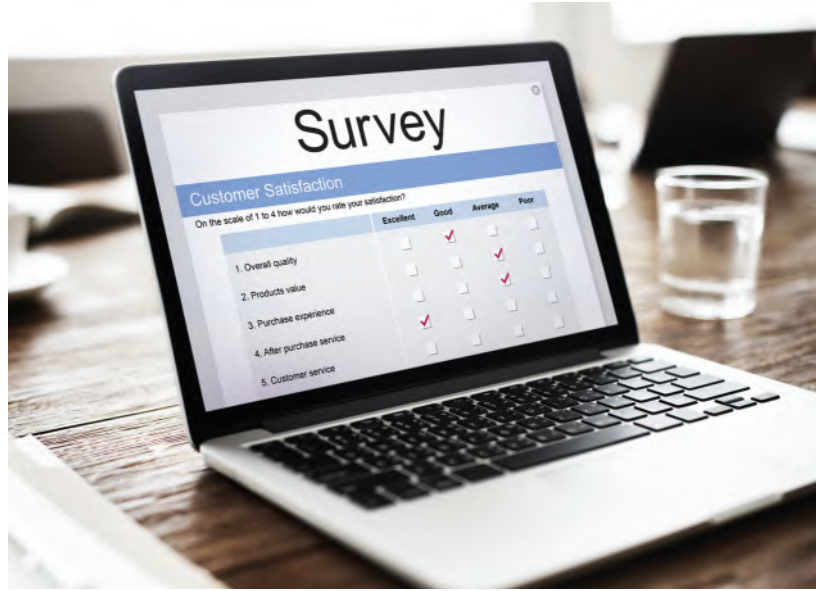 Survey
Customer Satisfaction
On the scale of 1 to 4 how would you rate your satisfaction?
Excellent Good Average Poor
1. Overall quality
2. Products value
3. Purchase experience
4. After purchase service
5. Customer service